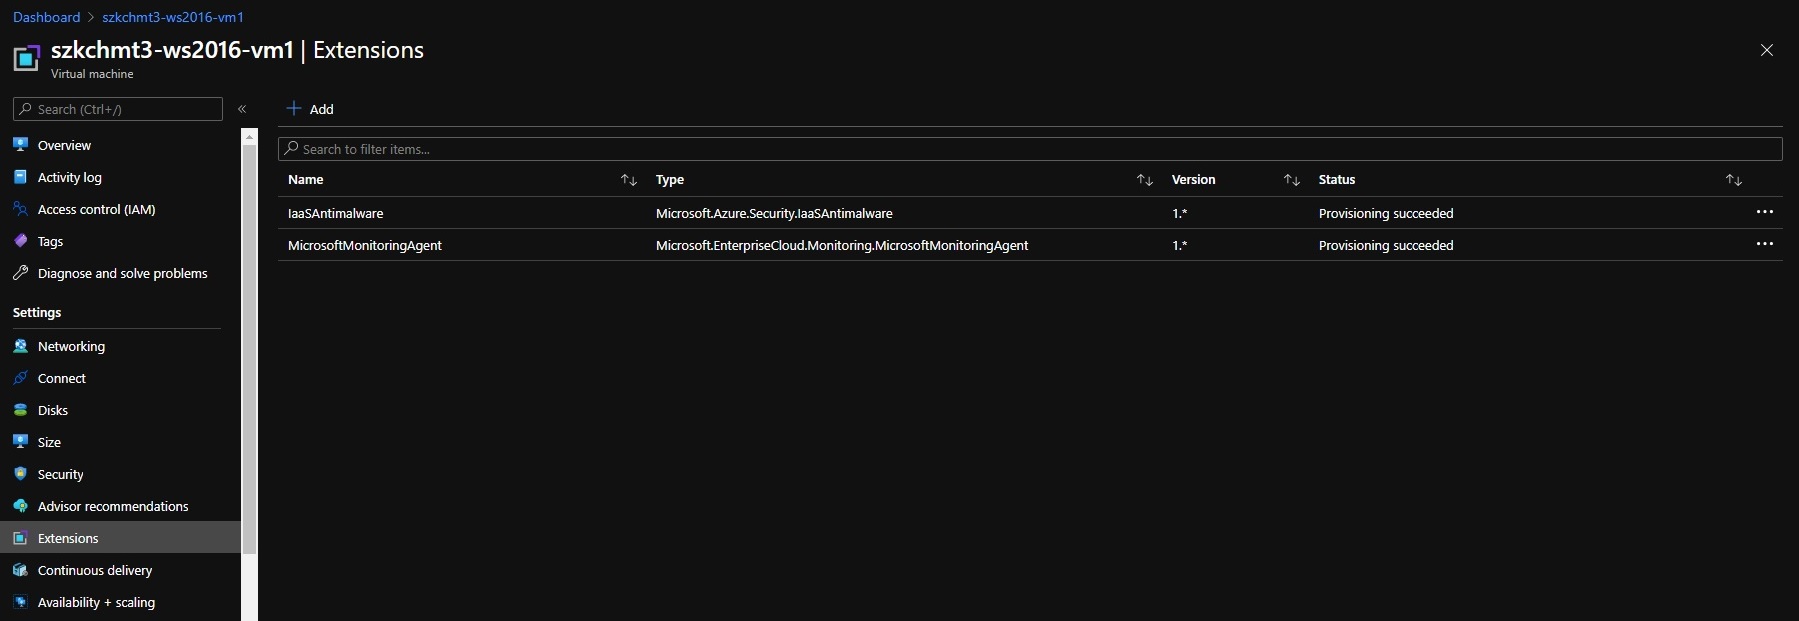 Dashboard > szkchmt3-ws2016-vm1
szkchmt3-ws2016-vm1 | Extensions
Virtual machine
Search (Ctrl+/)
«
Overview
Activity log
Access control (IAM)
Tags
Diagnose and solve problems
Settings
Networking
Connect
Disks
Size
Security
Advisor recommendations
Extensions
Continuous delivery
Availability + scaling
+ Add
Search to filter items...
Name Type Version Status
IaaSAntimalware Microsoft.Azure.Security.IaaSAntimalware 1.* Provisioning succeeded ...
MicrosoftMonitoringAgent Microsoft.EnterpriseCloud.Monitoring.MicrosoftMonitoringAgent 1.* Provisioning succeeded ...